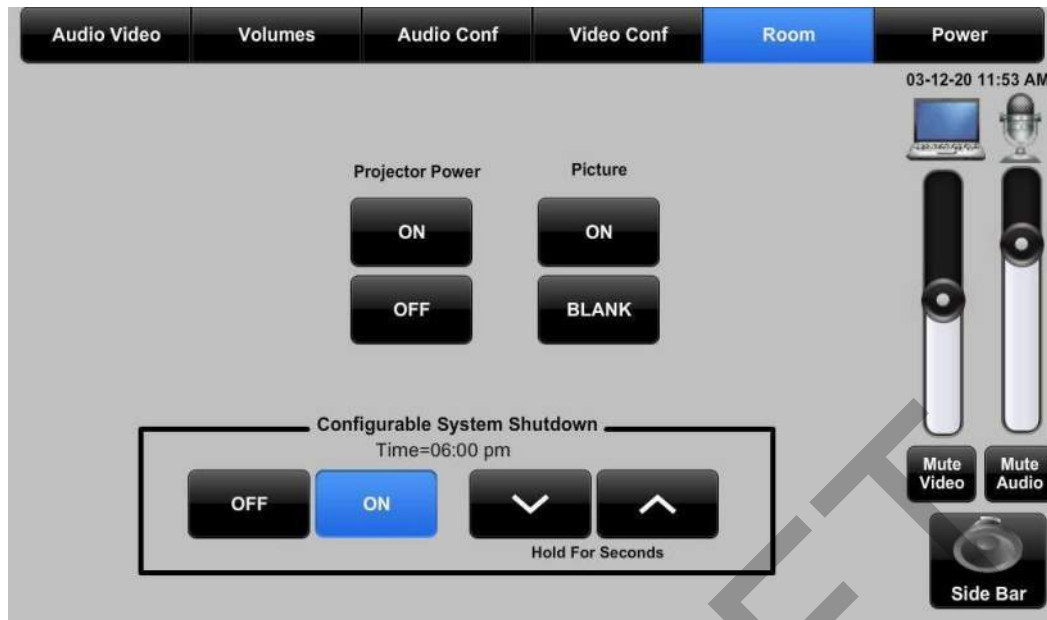 Audio Video
Volumes
Audio Conf
Video Conf
Room
Power
03-12-20 11:53 AM
Projector Power
Picture
ON
ON
OFF
BLANK
Configurable System Shutdown
Time=06:00 pm
OFF
ON
Hold For Seconds
Mute
Video
Mute
Audio
Side Bar